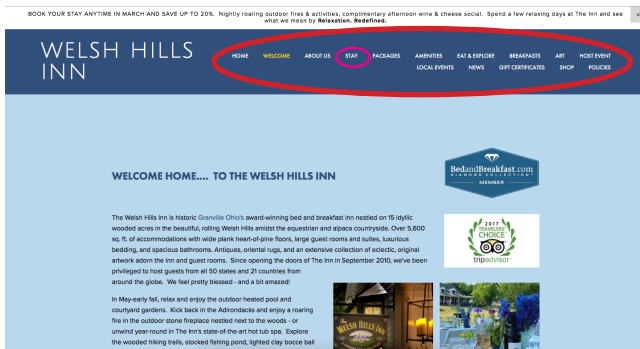 BOOK YOUR STAY ANYTIME IN MARCH AND SAVE UP TO 20%. Nightly roaring outdoor fires & activities, complimentary afternoon wine & cheese social. Spend a few relaxing days at The Inn and see
what we mean by Relaxation. Redefined.
×
WELSH HILLS
INN
HOME WELCOME ABOUT US STAY PACKAGES AMENITIES EAT & EXPLORE BREAKFASTS ART HOST EVENT
LOCAL EVENTS NEWS GIFT CERTIFICATES SHOP POLICIES
WELCOME HOME.... TO THE WELSH HILLS INN
The Welsh Hills Inn is historic Granville Ohio's award-winning bed and breakfast inn nestled on 15 idyllic
wooded acres in the beautiful, rolling Welsh Hills amidst the equestrian and alpaca countryside. Over 5,600
sq. ft. of accommodations with wide plank heart-of-pine floors, large guest rooms and suites, luxurious
bedding, and spacious bathrooms. Antiques, oriental rugs, and an extensive collection of eclectic, original
artwork adorn the Inn and guest rooms. Since opening the doors of The Inn in September 2010, we've been
privileged to host guests from all 50 states and 21 countries from
around the globe. We feel pretty blessed - and a bit amazed!
In May-early fall, relax and enjoy the outdoor heated pool and
courtyard gardens. Kick back in the Adirondacks and enjoy a roaring
fire in the outdoor stone fireplace nestled next to the woods - or
unwind year-round in The Inn's state-of-the-art hot tub spa. Explore
the wooded hiking trails, stocked fishing pond, lighted clay bocce ball
BedandBreakfast.com
DIAMOND COLLECTION
MEMBER
2017
TRAVELERS'
CHOICE
tripadvisor
THE
WELSH HILLS INN